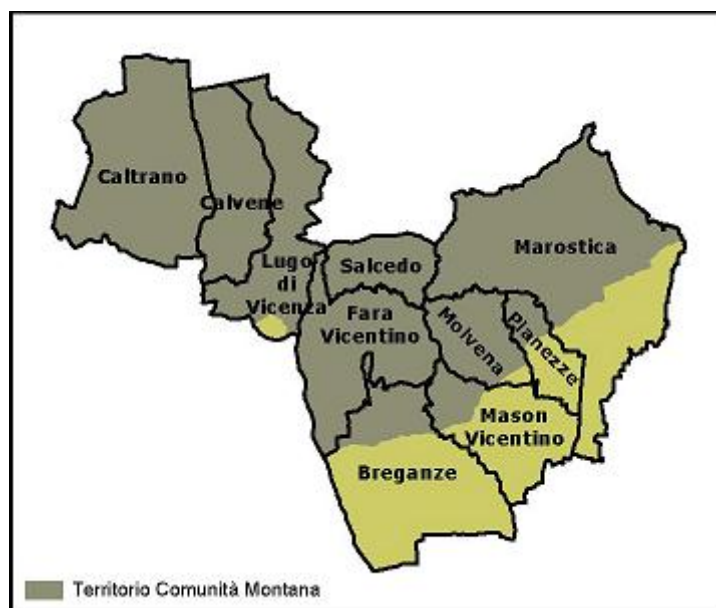 Caltrano
Calvene
Marostica
Lugo
di
Vicenza
Salcedo
Fara
Vicentino
Molvena
Pianezze
Mason
Vicentino
Breganze
Territorio Comunità Montana